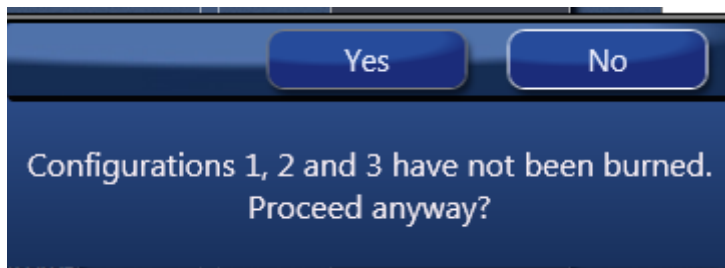 Yes No
Configurations 1, 2 and 3 have not been burned.
Proceed anyway?